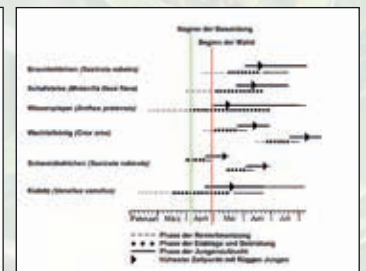 Beginn der Beweidung
Beginn der Mahd
Braunkehlchen (Saxicola rubetra)
Schafstelze (Motacilla flava flava)
Wiesenpieper (Anthus pratensis)
Wachtelkönig (Crex crex)
Schwarzkehlchen (Saxicola rubicola)
Kiebitz (Vanellus vanellus)
Februar März April Mai Juni Juli
Phase der Revierbesetzung
Phase der Eiablage und Bebrütung
Phase der Jungenaufzucht
frühester Zeitpunkt mit flüggen Jungen